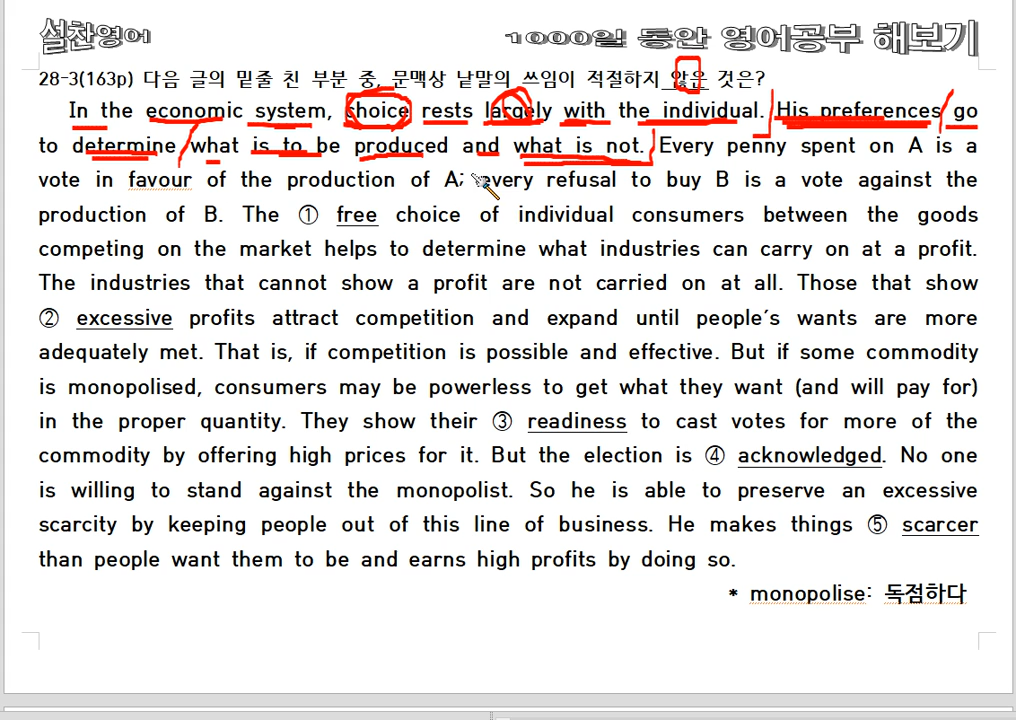 설찬영어
1000일 동안 영어공부 해보기
28-3(163p) 다음 글의 밑줄 친 부분 중, 문맥상 낱말의 쓰임이 적절하지 않은 것은?
In the economic system, choice rests largely with the individual. His preferences go
to determine what is to be produced and what is not. Every penny spent on A is a
vote in favour of the production of A; every refusal to buy B is a vote against the
production of B. The ① free choice of individual consumers between the goods
competing on the market helps to determine what industries can carry on at a profit.
The industries that cannot show a profit are not carried on at all. Those that show
② excessive profits attract competition and expand until people's wants are more
adequately met. That is, if competition is possible and effective. But if some commodity
is monopolised, consumers may be powerless to get what they want (and will pay for)
in the proper quantity. They show their ③ readiness to cast votes for more of the
commodity by offering high prices for it. But the election is ④ acknowledged. No one
is willing to stand against the monopolist. So he is able to preserve an excessive
scarcity by keeping people out of this line of business. He makes things ⑤ scarcer
than people want them to be and earns high profits by doing so.
* monopolise: 독점하다